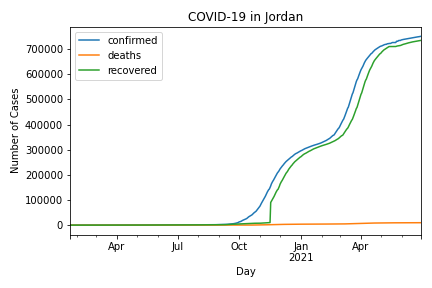 COVID-19 in Jordan
confirmed
deaths
recovered
Number of Cases
700000
600000
500000
400000
300000
200000
100000
0
Apr
Jul
Oct
Jan
2021
Apr
Day